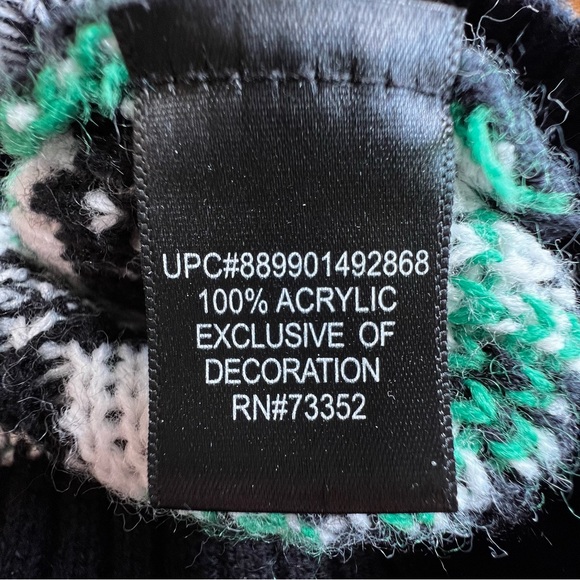 UPC#889901492868
100% ACRYLIC
EXCLUSIVE OF
DECORATION
RN#73352